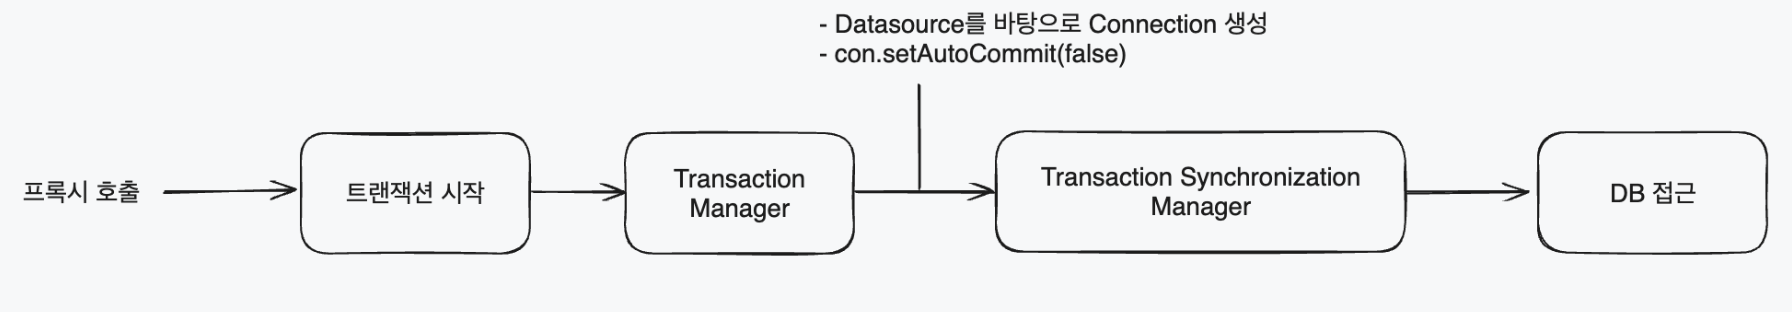 - Datasource를 바탕으로 Connection 생성
- con.setAutoCommit(false)
프록시 호출
트랜잭션 시작
Transaction
Manager
Transaction Synchronization
Manager
DB 접근